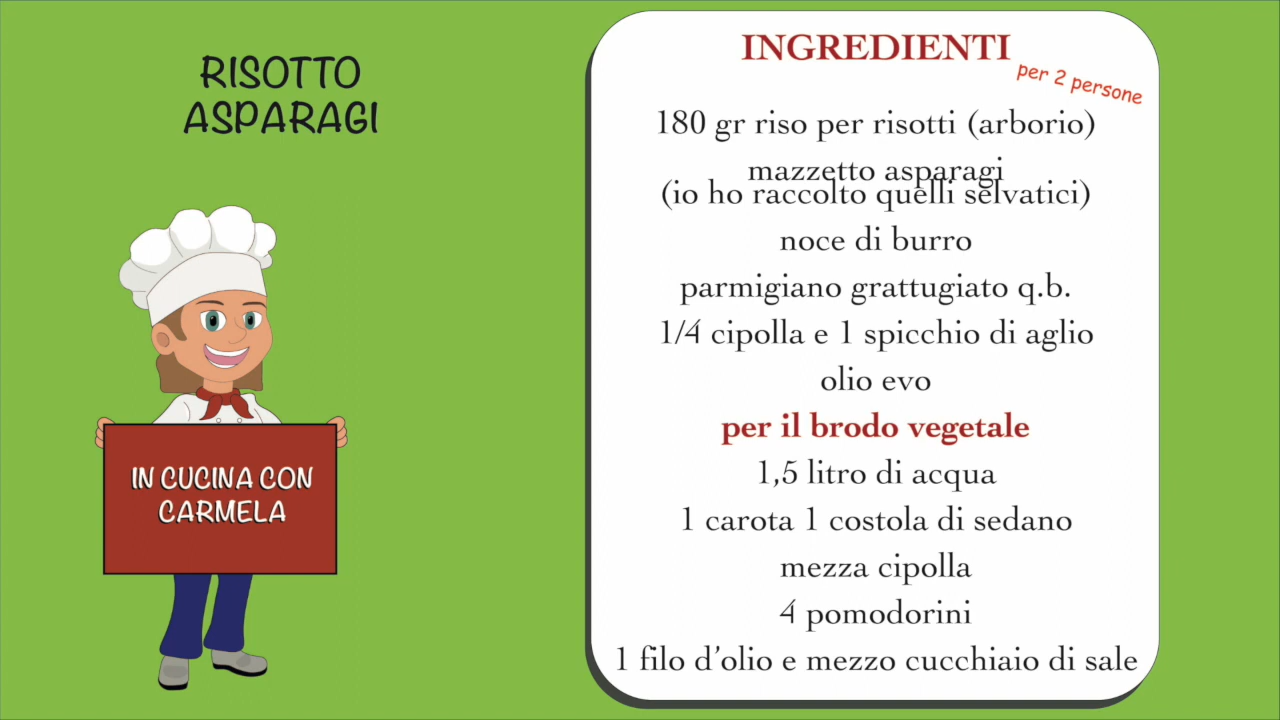 RISOTTO
ASPARAGI
IN CUCINA CON
CARMELA
INGREDIENTI
per 2 persone
180 gr riso per risotti (arborio)
mazzetto asparagi
(io ho raccolto quelli selvatici)
noce di burro
parmigiano grattugiato q.b.
1/4 cipolla e 1 spicchio di aglio
olio evo
per il brodo vegetale
1,5 litro di acqua
1 carota 1 costola di sedano
mezza cipolla
4 pomodorini
1 filo d’olio e mezzo cucchiaio di sale